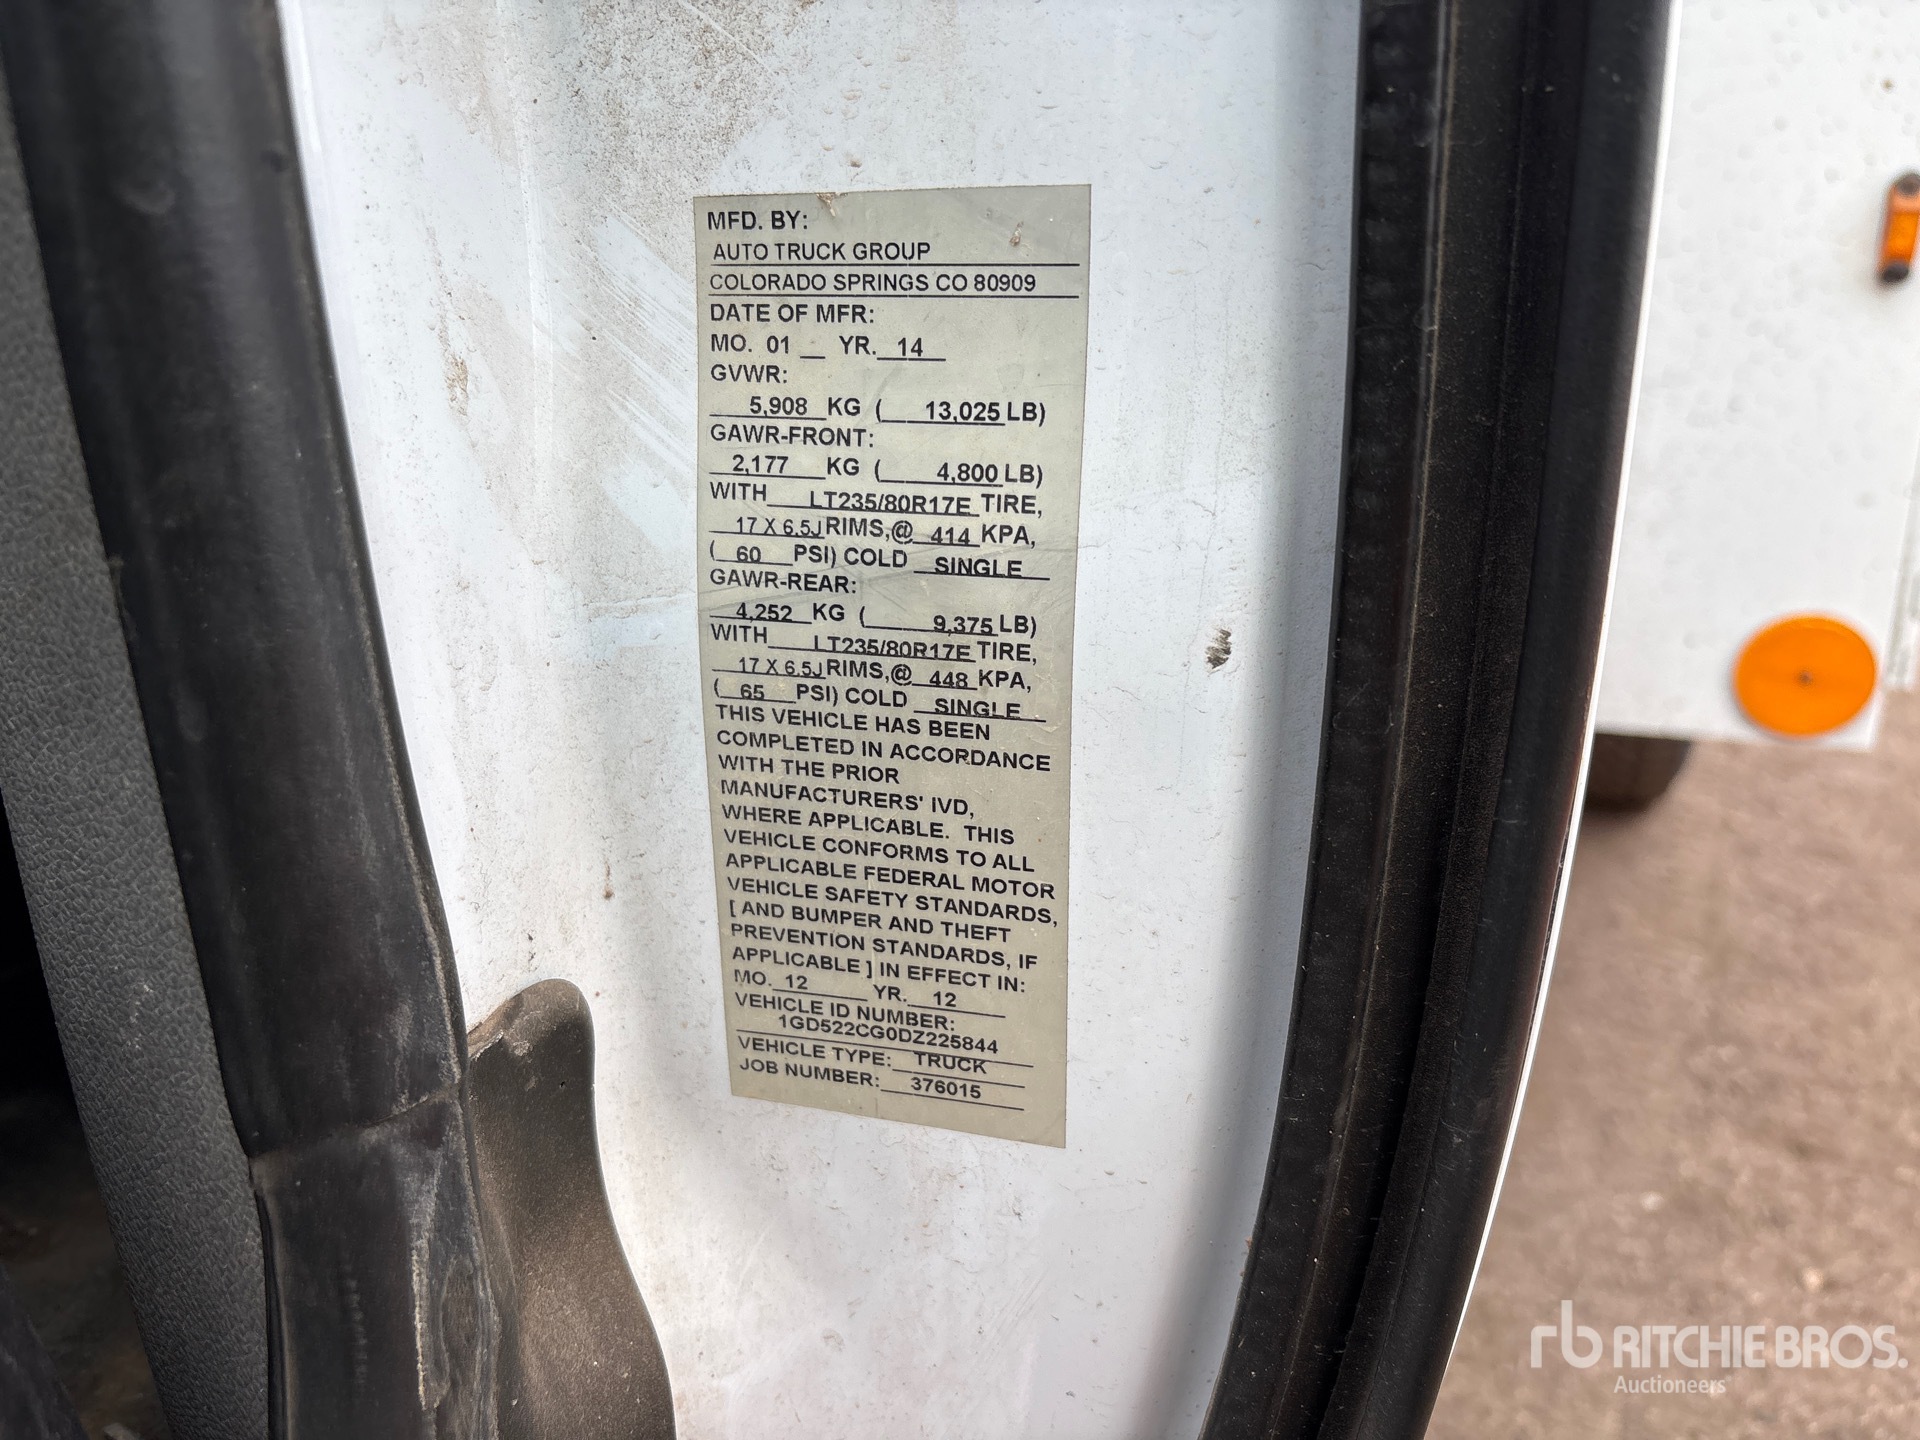 MFD. BY:
AUTO TRUCK GROUP
COLORADO SPRINGS CO 80909
DATE OF MFR:
MO. 01 __ YR. 14
GVWR:
5,908 KG ( 13,025 LB)
GAWR-FRONT:
2,177 KG ( 4,800 LB)
WITH LT235/80R17E TIRE,
17 X 6.5J RIMS,@ 414 KPA,
( 60 PSI) COLD SINGLE
GAWR-REAR:
4,252 KG ( 9,375 LB)
WITH LT235/80R17E TIRE,
17 X 6.5J RIMS,@ 448 KPA,
( 65 PSI) COLD SINGLE
THIS VEHICLE HAS BEEN
COMPLETED IN ACCORDANCE
WITH THE PRIOR
MANUFACTURERS' IVD,
WHERE APPLICABLE. THIS
VEHICLE CONFORMS TO ALL
APPLICABLE FEDERAL MOTOR
VEHICLE SAFETY STANDARDS,
[ AND BUMPER AND THEFT
PREVENTION STANDARDS, IF
APPLICABLE ] IN EFFECT IN:
MO. 12 YR. 12
VEHICLE ID NUMBER:
1GD522CG0DZ225844
VEHICLE TYPE: TRUCK
JOB NUMBER: 376015
rb RITCHIE BROS.
Auctioneers